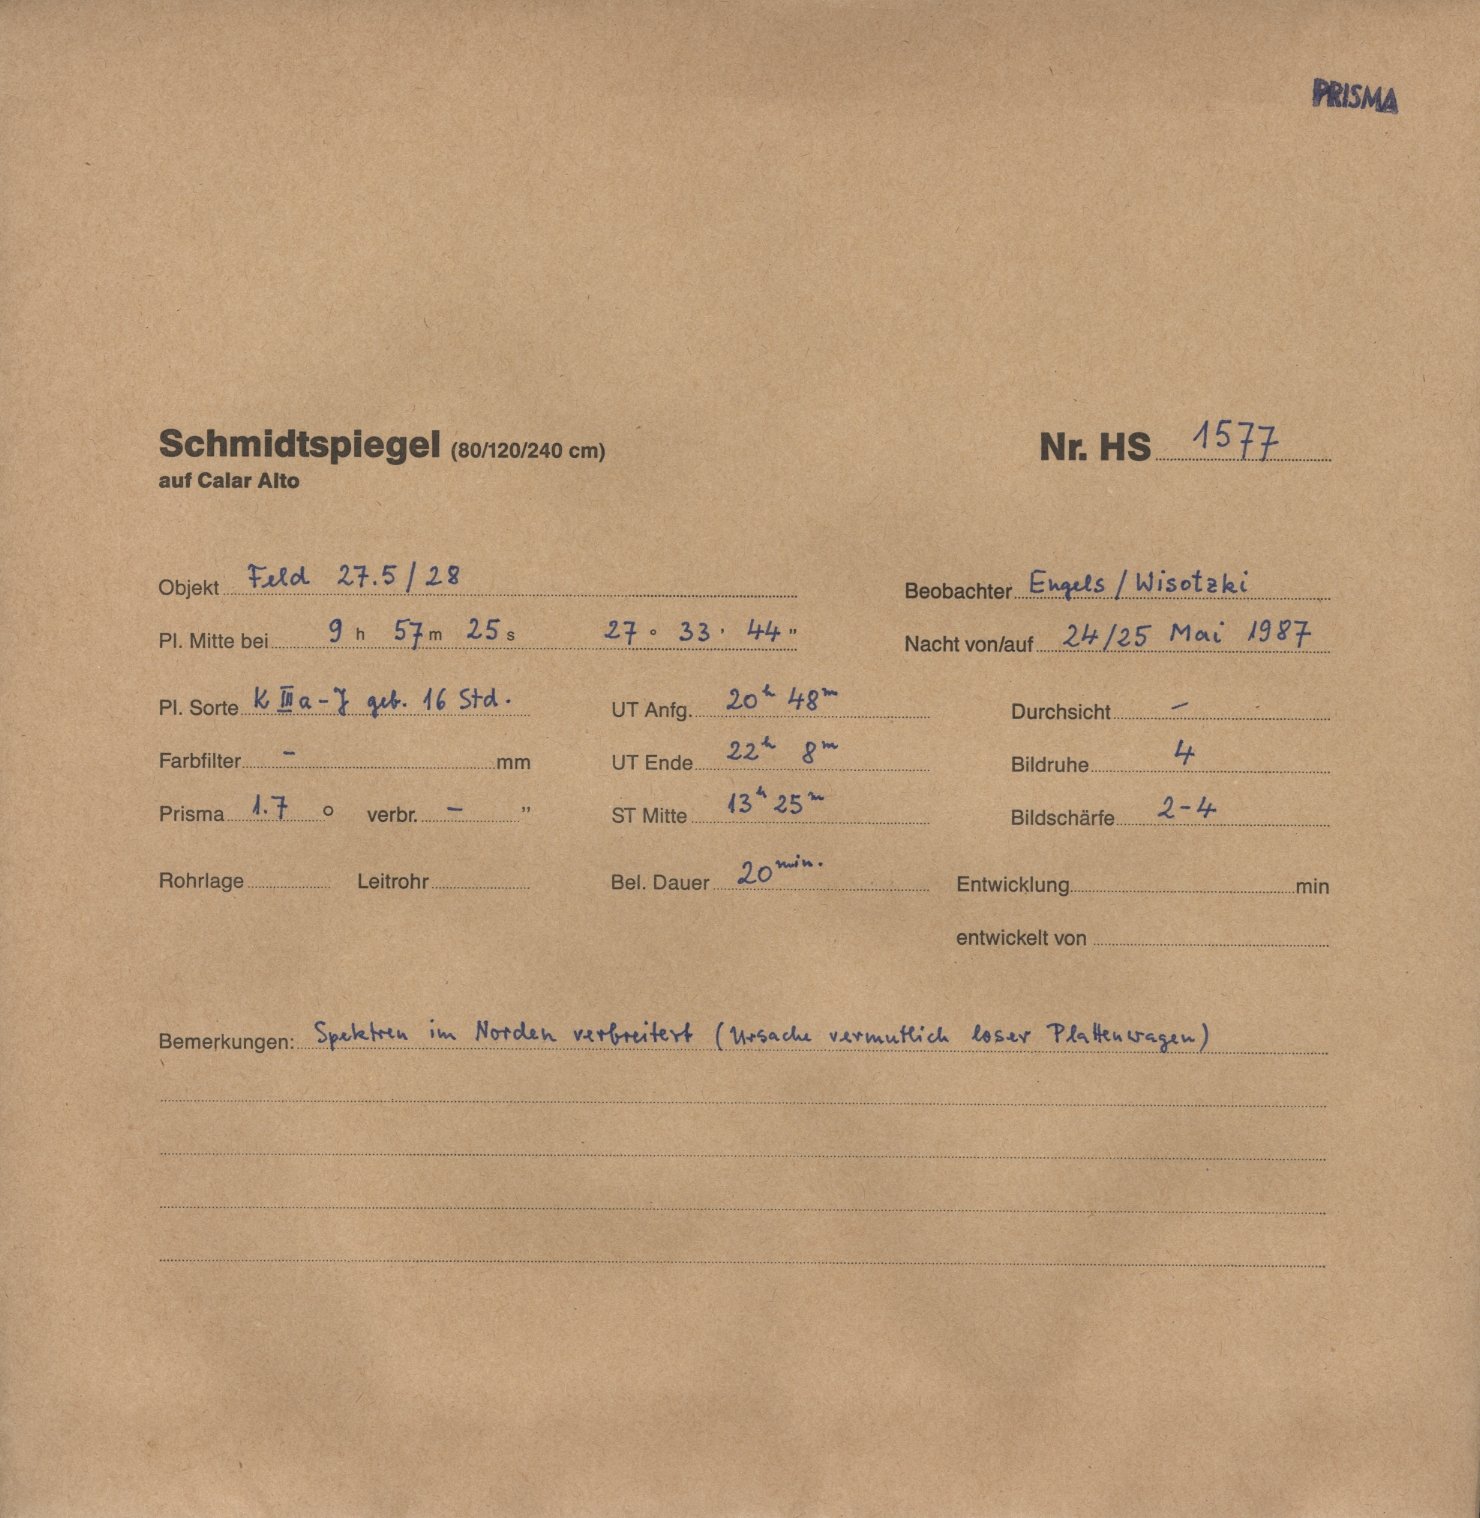 PRISMA
Schmidtspiegel (80/120/240 cm) Nr. HS 1577
auf Calar Alto
Objekt Feld 27.5/28 Beobachter Engels/Wisotzki
Pl. Mitte bei 9 h 57 m 25 s 27 ° 33 ' 44 " Nacht von/auf 24/25 Mai 1987
Pl. Sorte K III a-J geb. 16 Std. UT Anfg. 20h 48m Durchsicht –
Farbfilter – mm UT Ende 22h 8m Bildruhe 4
Prisma 1.7 ° verbr. – " ST Mitte 13h 25m Bildschärfe 2-4
Rohrlage Leitrohr Bel. Dauer 20 min. Entwicklung min
entwickelt von
Bemerkungen: Spektren im Norden verbreitert (Ursache vermutlich loser Plattenwagen)